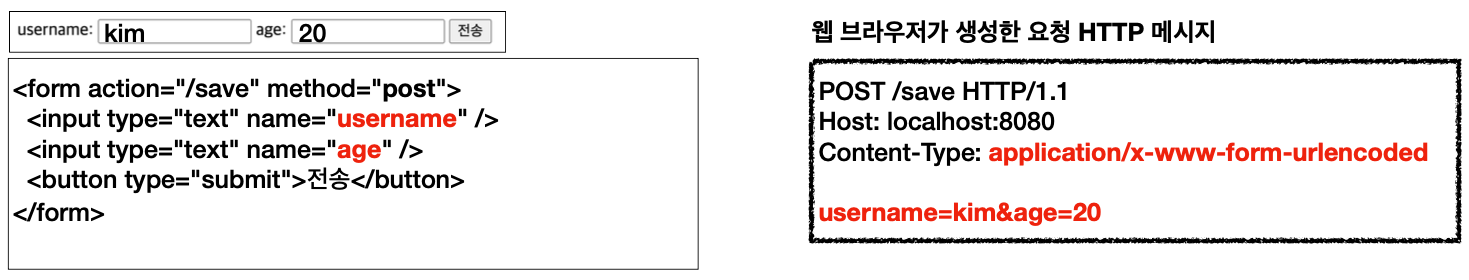 username: kim age: 20 전송
<form action="/save" method="post">
<input type="text" name="username" />
<input type="text" name="age" />
<button type="submit">전송</button>
</form>
웹 브라우저가 생성한 요청 HTTP 메시지
POST /save HTTP/1.1
Host: localhost:8080
Content-Type: application/x-www-form-urlencoded
username=kim&age=20